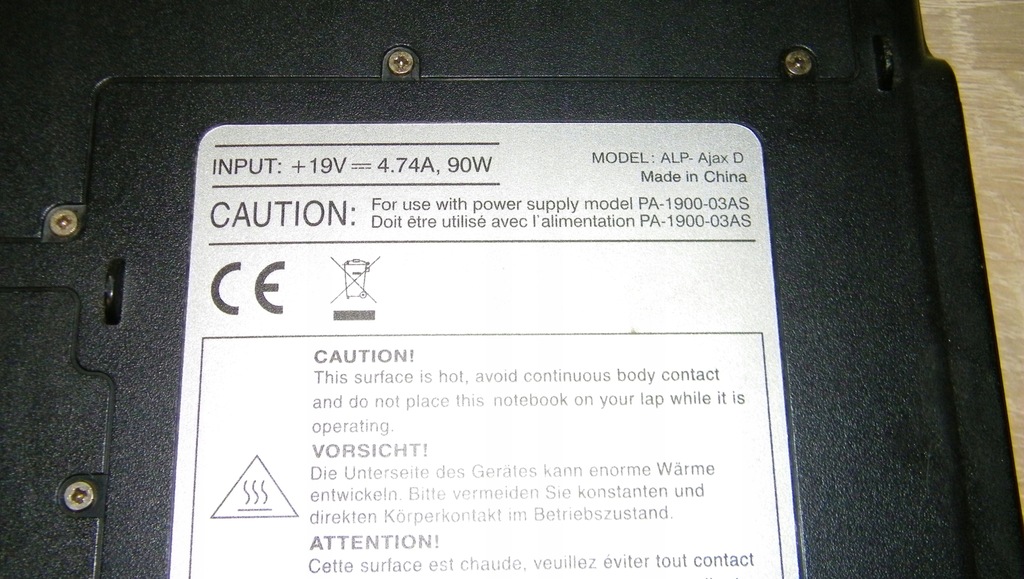 INPUT: +19V ⎓ 4.74A, 90W
MODEL: ALP- Ajax D
Made in China
CAUTION: For use with power supply model PA-1900-03AS
Doit être utilisé avec l'alimentation PA-1900-03AS
CE
CAUTION!
This surface is hot, avoid continuous body contact
and do not place this notebook on your lap while it is
operating.
VORSICHT!
Die Unterseite des Gerätes kann enorme Wärme
entwickeln. Bitte vermeiden Sie konstanten und
direkten Körperkontakt im Betriebszustand.
ATTENTION!
Cette surface est chaude, veuillez éviter tout contact